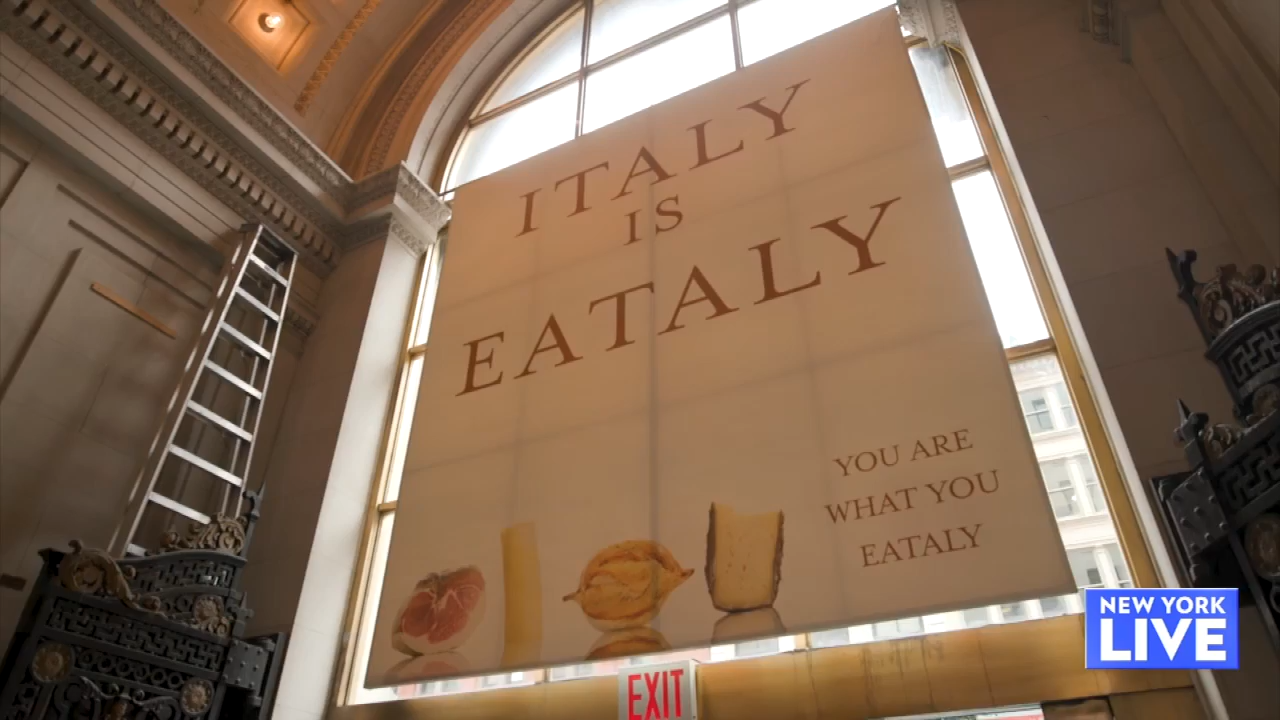 ITALY
IS
EATALY
YOU ARE
WHAT YOU
EATALY
EXIT
NEW YORK
LIVE